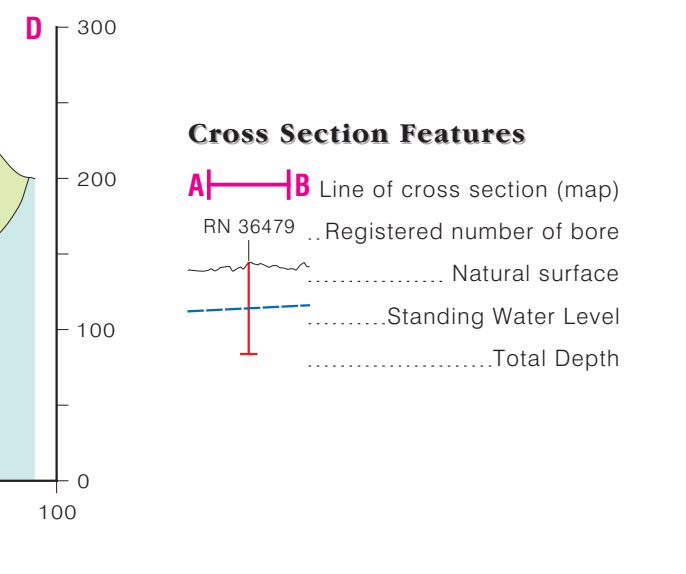 D
300
200
100
0
100
Cross Section Features
A B Line of cross section (map)
RN 36479
..Registered number of bore
................. Natural surface
..........Standing Water Level
.......................Total Depth